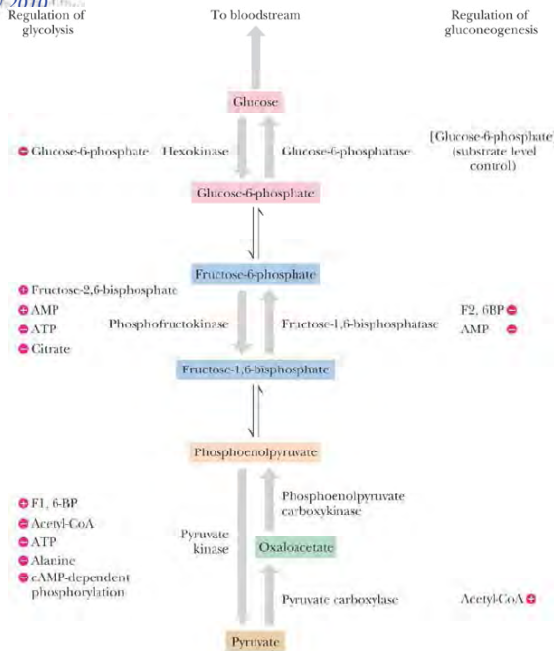 Regulation of
glycolysis
To bloodstream
Regulation of
gluconeogenesis
Glucose
Glucose-6-phosphate
Hexokinase
Glucose-6-phosphatase
[Glucose-6-phosphate]
(substrate level
control)
Glucose-6-phosphate
Fructose-6-phosphate
+ Fructose-2,6-bisphosphate
+ AMP
− ATP
− Citrate
Phosphofructokinase
Fructose-1,6-bisphosphatase
F2, 6BP −
AMP −
Fructose-1,6-bisphosphate
Phosphoenolpyruvate
+ F1, 6-BP
− Acetyl-CoA
− ATP
− Alanine
− cAMP-dependent
phosphorylation
Pyruvate
kinase
Phosphoenolpyruvate
carboxykinase
Oxaloacetate
Pyruvate carboxylase
Acetyl-CoA +
Pyruvate